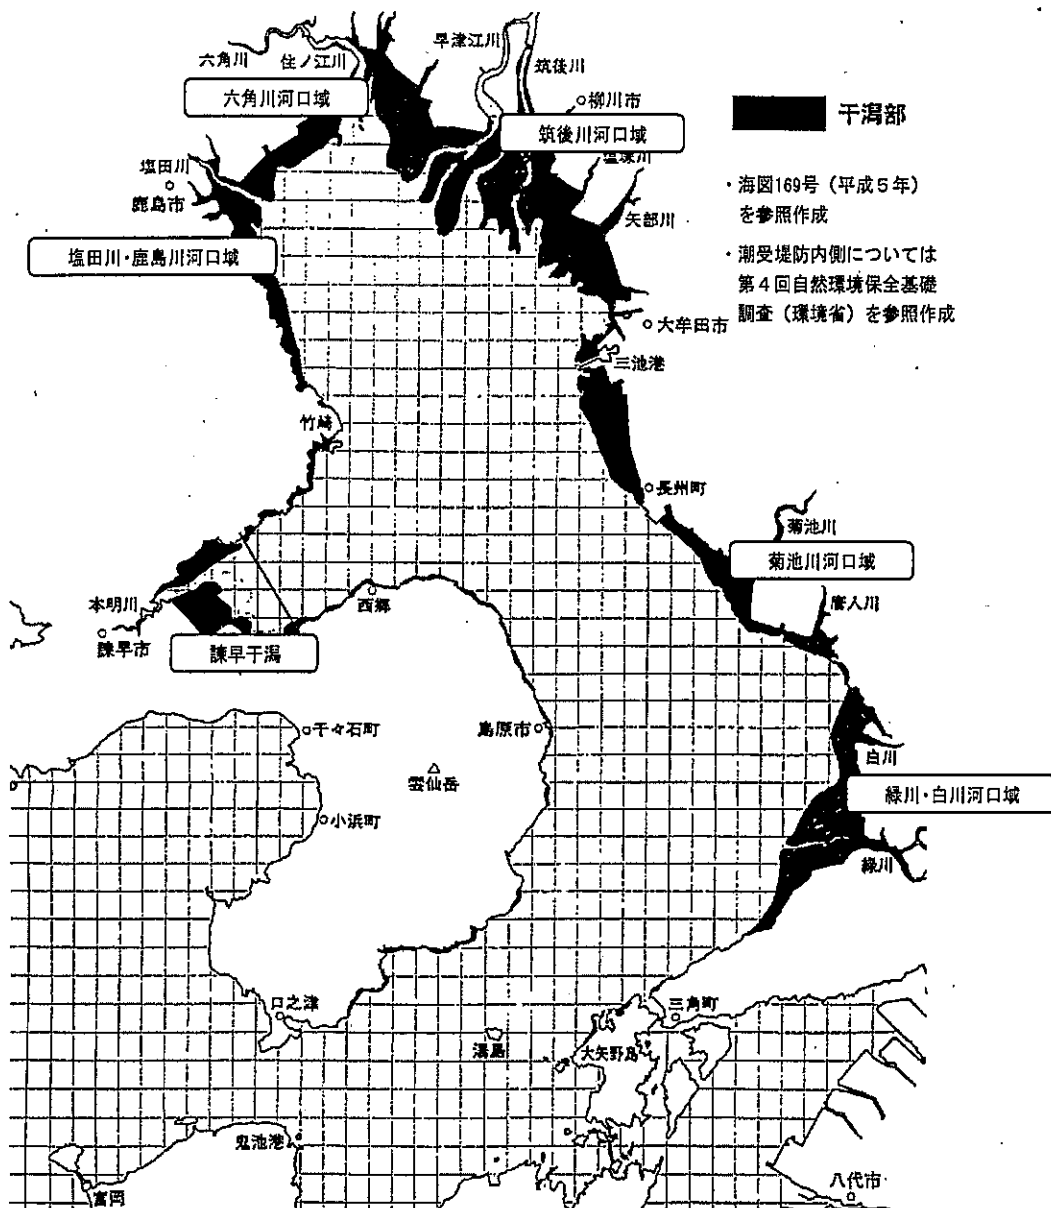 早津江川
六角川
住ノ江川
筑後川
六角川河口域
柳川市
干潟部
筑後川河口域
塩塚川
塩田川
鹿島市
矢部川
・海図169号（平成５年）
を参照作成
塩田川・鹿島川河口域
・潮受堤防内側については
第４回自然環境保全基礎
調査（環境省）を参照作成
大牟田市
三池港
竹崎
長州町
菊池川
菊池川河口域
本明川
西郷
唐人川
諫早市
諫早干潟
千々石町
島原市
白川
雲仙岳
緑川・白川河口域
小浜町
緑川
口之津
三角町
湯島
大矢野島
鬼池港
八代市
富岡